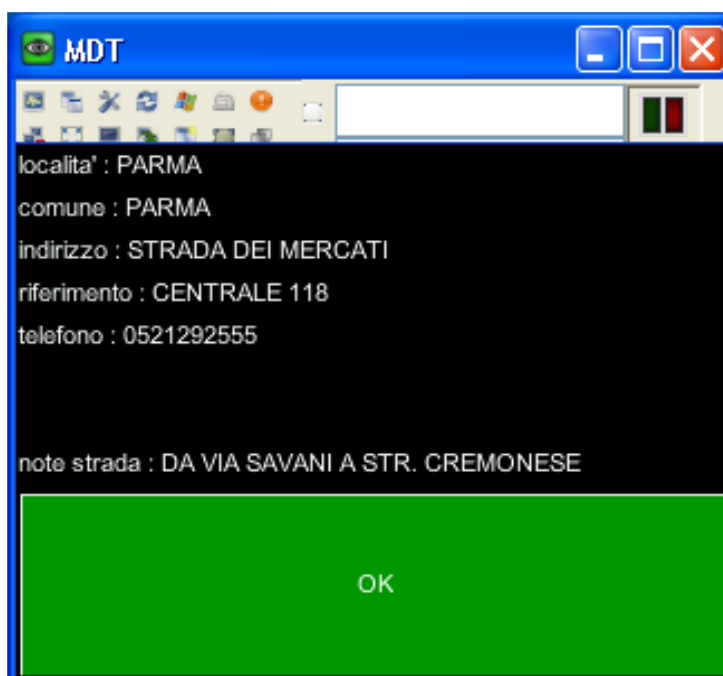 MDT
localita' : PARMA
comune : PARMA
indirizzo : STRADA DEI MERCATI
riferimento : CENTRALE 118
telefono : 0521292555
note strada : DA VIA SAVANI A STR. CREMONESE
OK